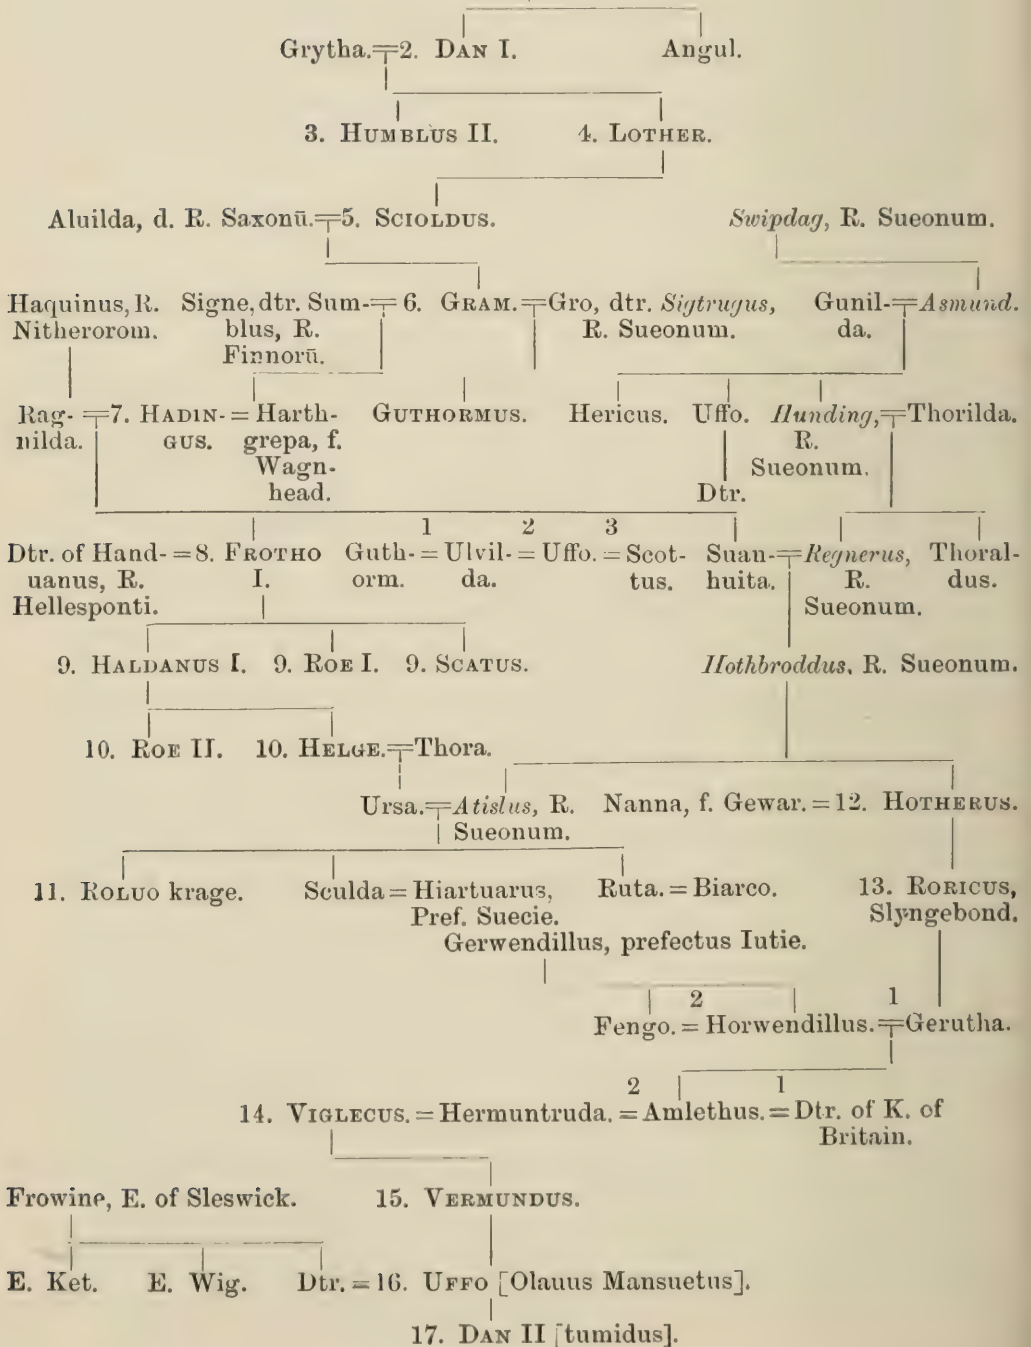 Grytha.=2. DAN I. Angul.
3. HUMBLUS II. 4. LOTHER.
Aluilda, d. R. Saxonū.=5. SCIOLDUS. Swipdag, R. Sueonum.
Haquinus, R. Signe, dtr. Sum-=6. GRAM.=Gro, dtr. Sigtrugus, Gunil-=Asmund.
Nitherorom. blus, R. R. Sueonum. da.
Finnorū.
Rag-=7. HADIN-=Harth- GUTHORMUS. Hericus. Uffo. Hunding,=Thorilda.
nilda. GUS. grepa, f. R.
Wagn- Sueonum.
head. Dtr.
1 2 3
Dtr. of Hand-=8. FROTHO Guth-=Ulvil-=Uffo.=Scot- Suan-=Regnerus, Thoral-
uanus, R. I. orm. da. tus. huita. R. dus.
Hellesponti. Sueonum.
9. HALDANUS I. 9. ROE I. 9. SCATUS. Hothbroddus, R. Sueonum.
10. ROE II. 10. HELGE.=Thora.
Ursa.=Atislus, R. Nanna, f. Gewar.=12. HOTHERUS.
Sueonum.
11. ROLUO krage. Sculda=Hiartuarus, Ruta.=Biarco. 13. RORICUS,
Pref. Suecie. Slyngebond.
Gerwendillus, prefectus Iutie.
2 1
Fengo.=Horwendillus.=Gerutha.
2 1
14. VIGLECUS.=Hermuntruda.=Amlethus.=Dtr. of K. of
Britain.
Frowine, E. of Sleswick. 15. VERMUNDUS.
E. Ket. E. Wig. Dtr.=16. UFFO [Olauus Mansuetus].
17. DAN II [tumidus].